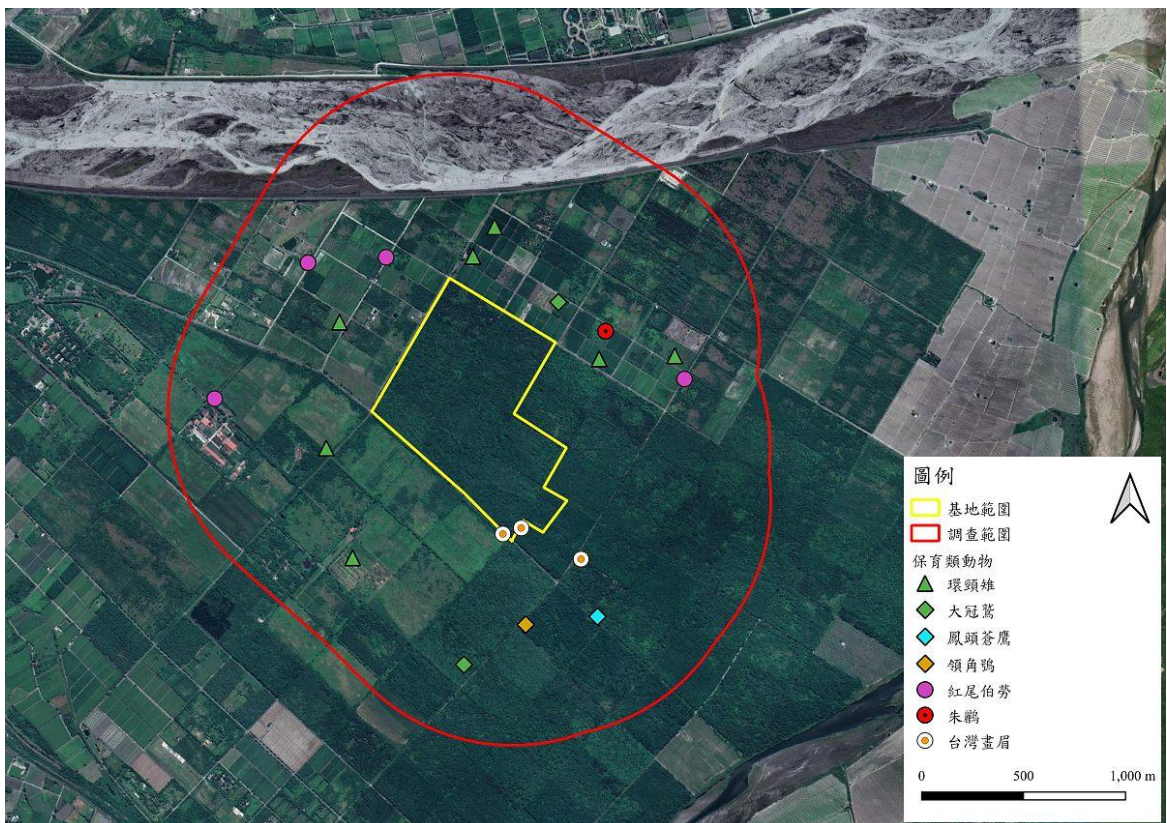 圖例
基地範圍
調查範圍
保育類動物
環頸雉
大冠鷲
鳳頭蒼鷹
領角鴞
紅尾伯勞
朱鸝
台灣畫眉
0 500 1,000 m